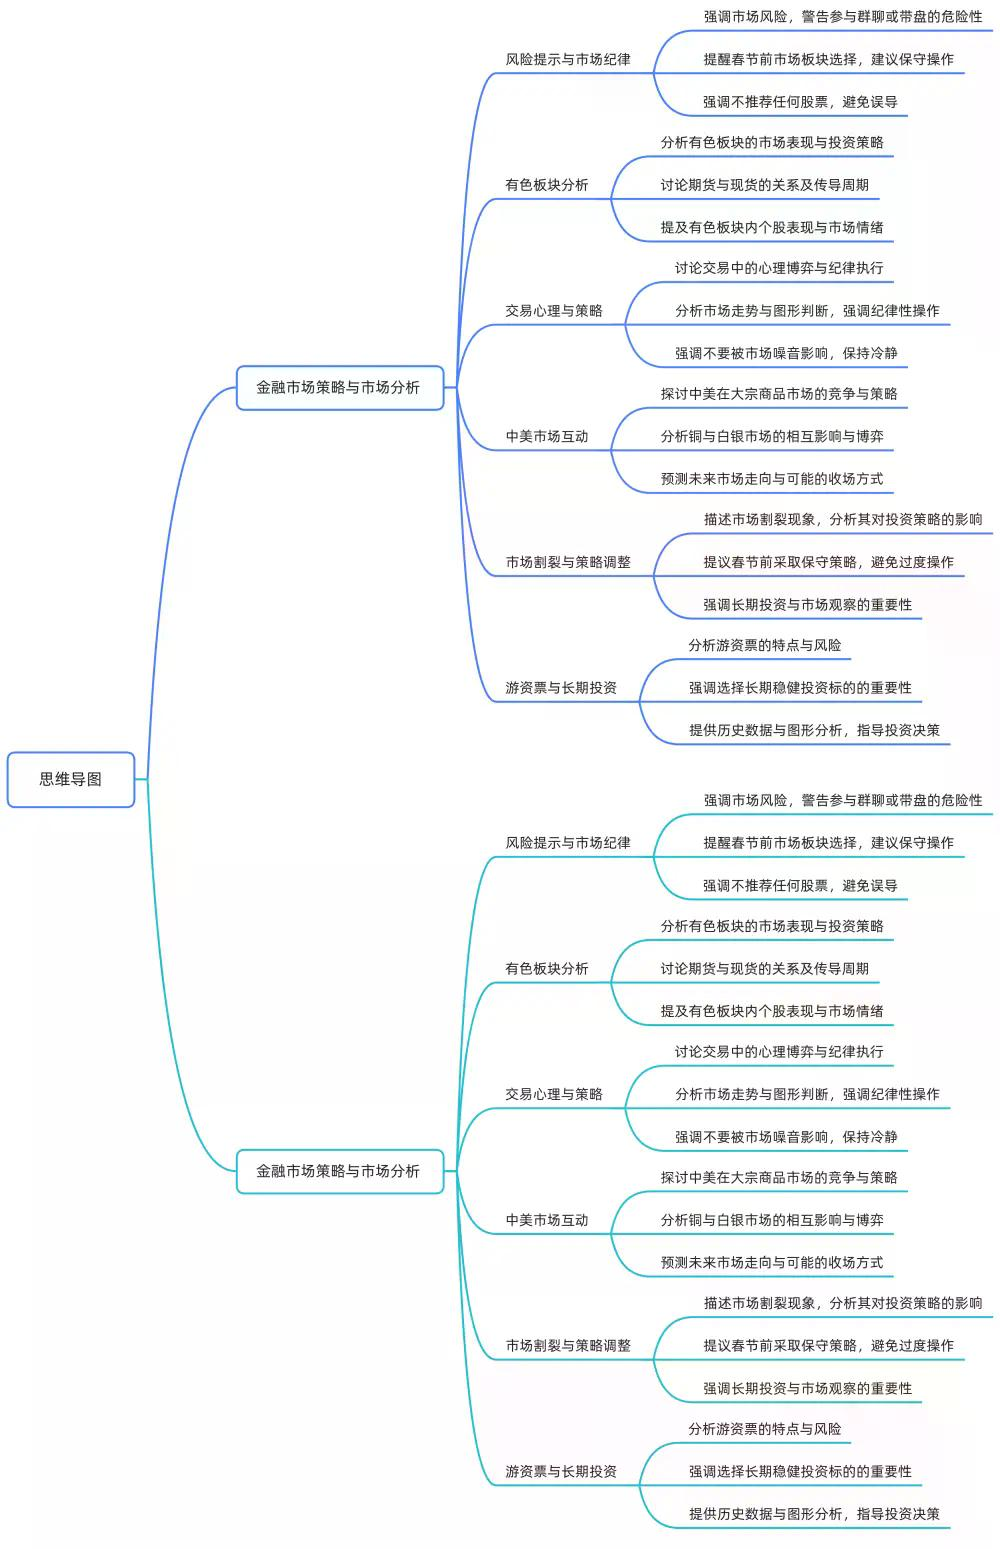 思维导图
金融市场策略与市场分析
风险提示与市场纪律
强调市场风险，警告参与群聊或带盘的危险性
提醒春节前市场板块选择，建议保守操作
强调不推荐任何股票，避免误导
有色板块分析
分析有色板块的市场表现与投资策略
讨论期货与现货的关系及传导周期
提及有色板块内个股表现与市场情绪
交易心理与策略
讨论交易中的心理博弈与纪律执行
分析市场走势与图形判断，强调纪律性操作
强调不要被市场噪音影响，保持冷静
中美市场互动
探讨中美在大宗商品市场的竞争与策略
分析铜与白银市场的相互影响与博弈
预测未来市场走向与可能的收场方式
市场割裂与策略调整
描述市场割裂现象，分析其对投资策略的影响
提议春节前采取保守策略，避免过度操作
强调长期投资与市场观察的重要性
游资票与长期投资
分析游资票的特点与风险
强调选择长期稳健投资标的的重要性
提供历史数据与图形分析，指导投资决策
金融市场策略与市场分析
风险提示与市场纪律
强调市场风险，警告参与群聊或带盘的危险性
提醒春节前市场板块选择，建议保守操作
强调不推荐任何股票，避免误导
有色板块分析
分析有色板块的市场表现与投资策略
讨论期货与现货的关系及传导周期
提及有色板块内个股表现与市场情绪
交易心理与策略
讨论交易中的心理博弈与纪律执行
分析市场走势与图形判断，强调纪律性操作
强调不要被市场噪音影响，保持冷静
中美市场互动
探讨中美在大宗商品市场的竞争与策略
分析铜与白银市场的相互影响与博弈
预测未来市场走向与可能的收场方式
市场割裂与策略调整
描述市场割裂现象，分析其对投资策略的影响
提议春节前采取保守策略，避免过度操作
强调长期投资与市场观察的重要性
游资票与长期投资
分析游资票的特点与风险
强调选择长期稳健投资标的的重要性
提供历史数据与图形分析，指导投资决策